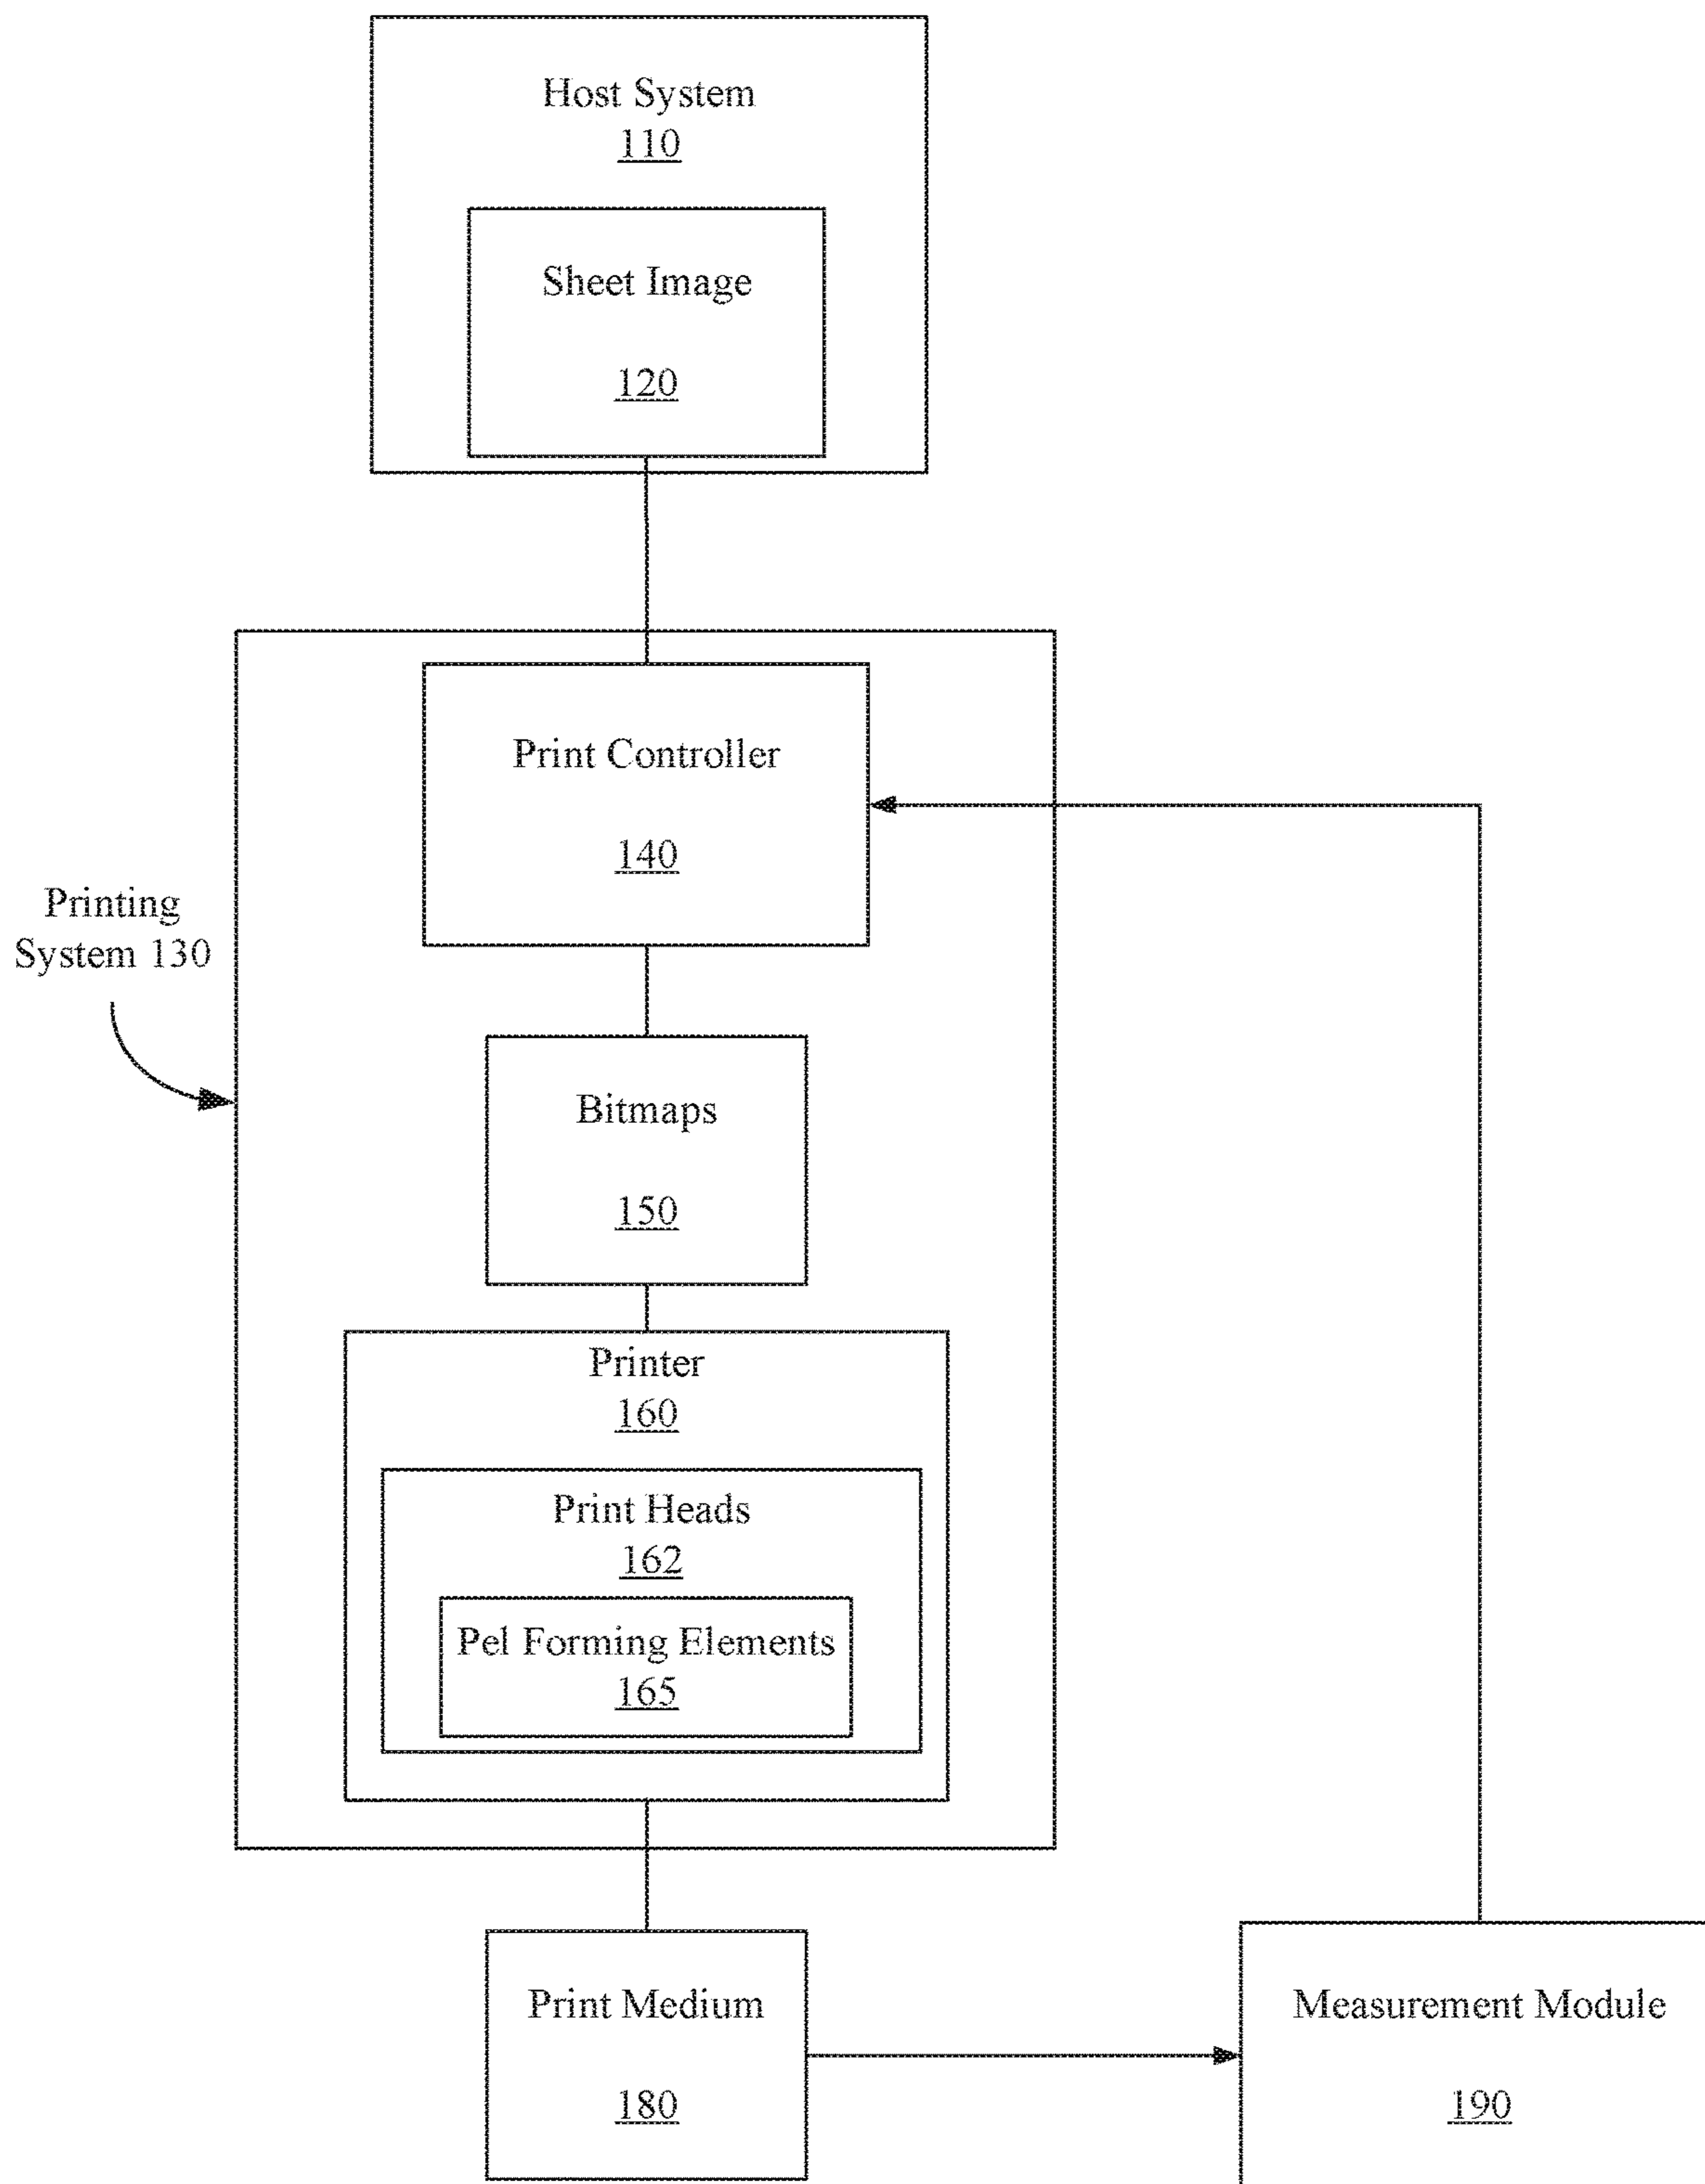 Host System
110
Sheet Image
120
Print Controller
140
Printing
System 130
Bitmaps
150
Printer
160
Print Heads
162
Pel Forming Elements
165
Print Medium
180
Measurement Module
190